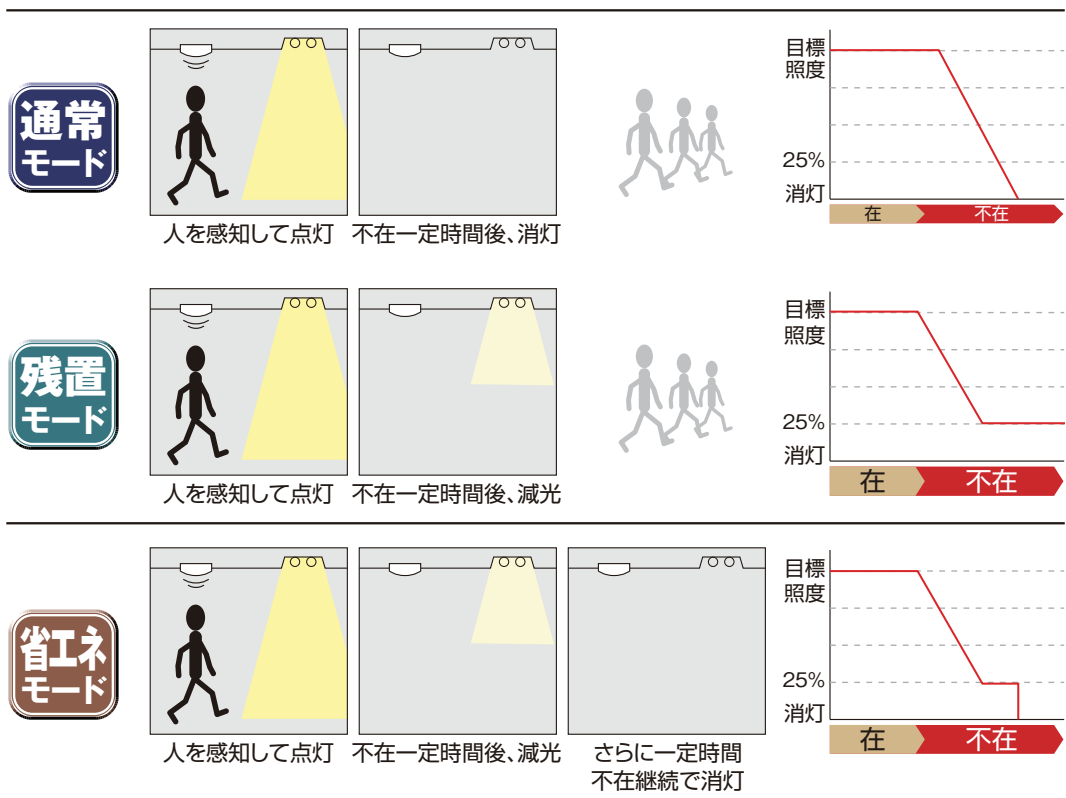 通常
モード
人を感知して点灯
不在一定時間後、消灯
目標
照度
25%
消灯
在
不在
残置
モード
人を感知して点灯
不在一定時間後、減光
目標
照度
25%
消灯
在
不在
省エネ
モード
人を感知して点灯
不在一定時間後、減光
さらに一定時間
不在継続で消灯
目標
照度
25%
消灯
在
不在